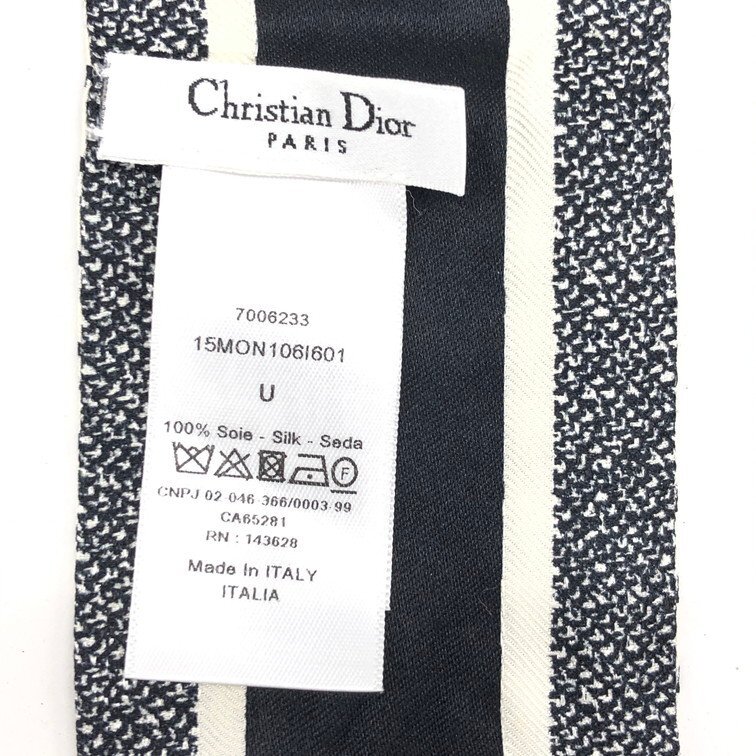 Christian Dior
PARIS
7006233
15MON106I601
U
100% Soie - Silk - Seda
F
CNPJ 02 046 366/0003-99
CA65281
RN : 143628
Made In ITALY
ITALIA